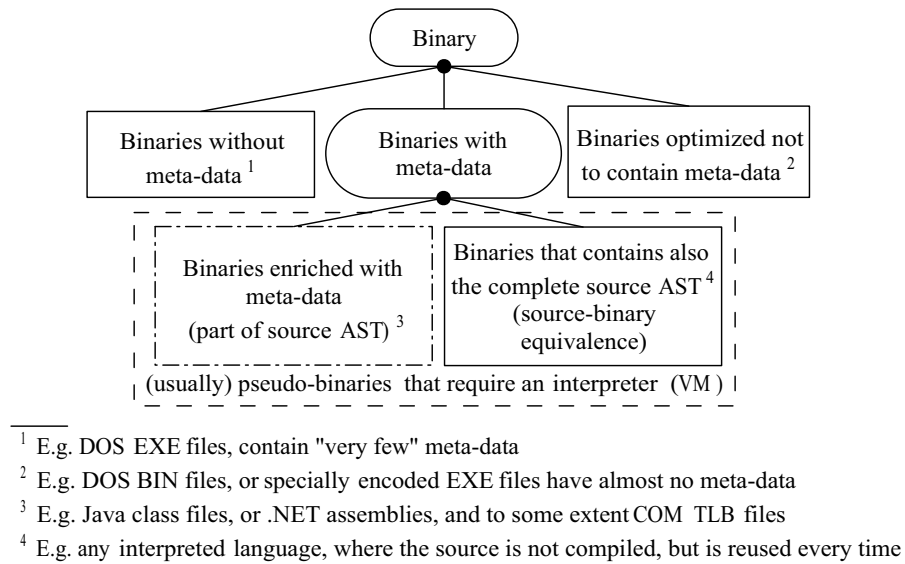 Binary
Binaries without
meta-data 1
Binaries with
meta-data
Binaries optimized not
to contain meta-data 2
Binaries enriched with
meta-data
(part of source AST) 3
Binaries that contains also
the complete source AST 4
(source-binary
equivalence)
(usually) pseudo-binaries that require an interpreter (VM )
1 E.g. DOS EXE files, contain "very few" meta-data
2 E.g. DOS BIN files, or specially encoded EXE files have almost no meta-data
3 E.g. Java class files, or .NET assemblies, and to some extent COM TLB files
4 E.g. any interpreted language, where the source is not compiled, but is reused every time